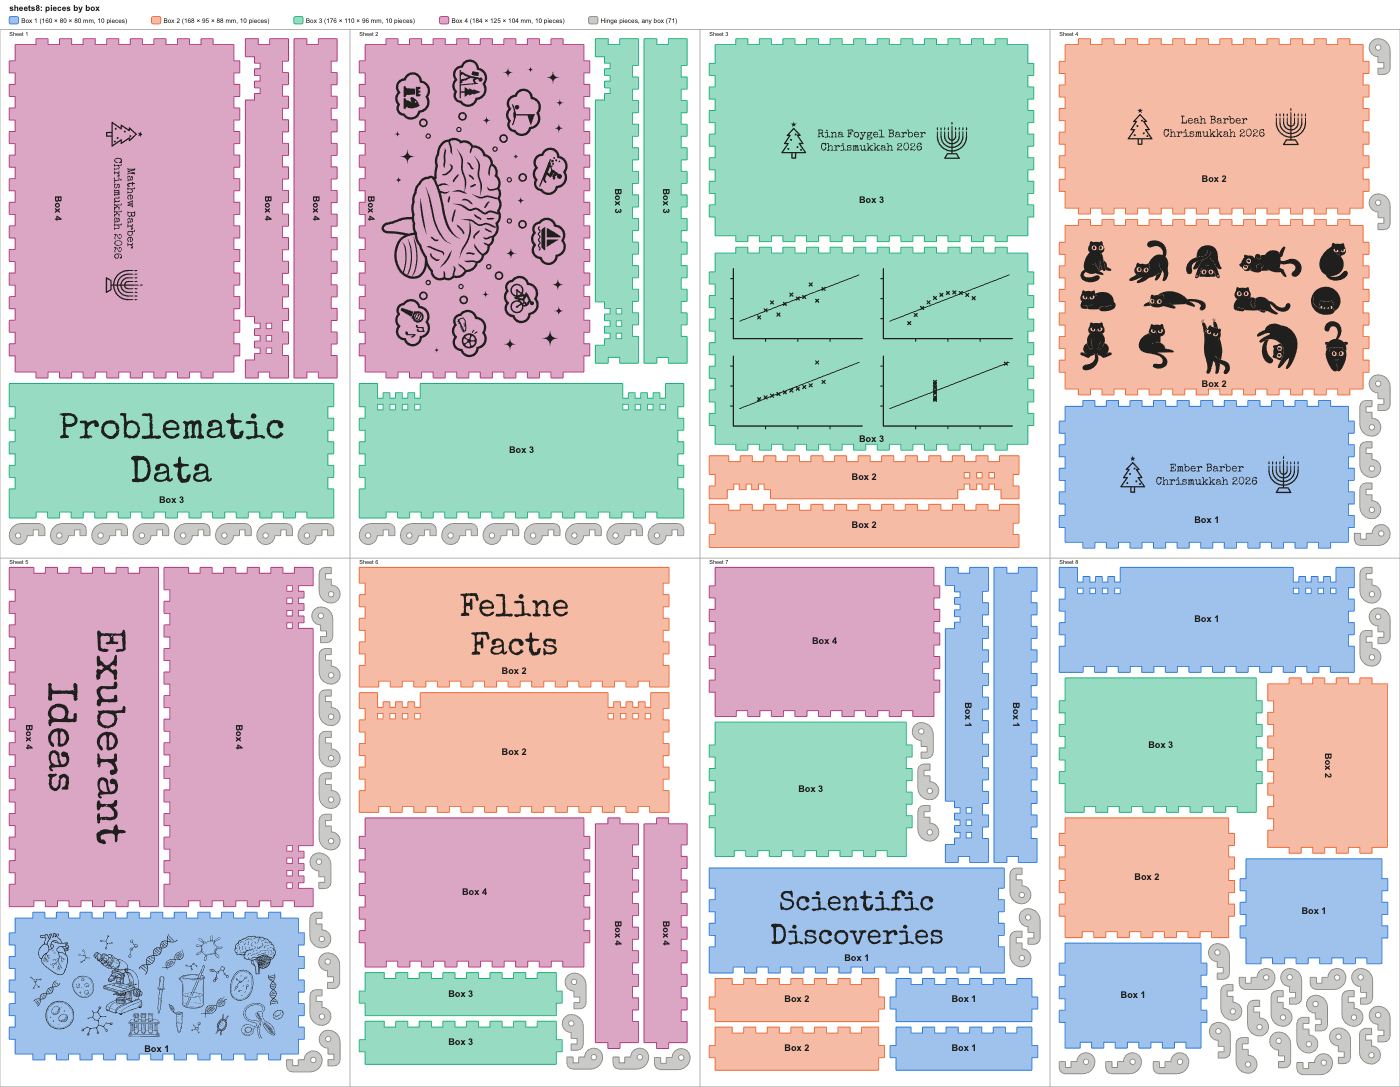 sheets8: pieces by box
Box 1 (160 × 80 × 80 mm, 10 pieces)
Box 2 (168 × 95 × 88 mm, 10 pieces)
Box 3 (176 × 110 × 96 mm, 10 pieces)
Box 4 (184 × 125 × 104 mm, 10 pieces)
Hinge pieces, any box (71)
Sheet 1
Box 4
Mathew Barber
Chrismukkah 2026
Box 4
Box 4
Problematic
Data
Box 3
Sheet 2
Box 4
Box 3
Box 3
Box 3
Sheet 3
Rina Foygel Barber
Chrismukkah 2026
Box 3
Box 3
Box 2
Box 2
Sheet 4
Leah Barber
Chrismukkah 2026
Box 2
Box 2
Ember Barber
Chrismukkah 2026
Box 1
Sheet 5
Exuberant
Ideas
Box 4
Box 4
Box 1
Sheet 6
Feline
Facts
Box 2
Box 2
Box 4
Box 4
Box 4
Box 3
Box 3
Sheet 7
Box 4
Box 1
Box 1
Box 3
Scientific
Discoveries
Box 1
Box 2
Box 1
Box 2
Box 1
Sheet 8
Box 1
Box 3
Box 2
Box 2
Box 1
Box 1